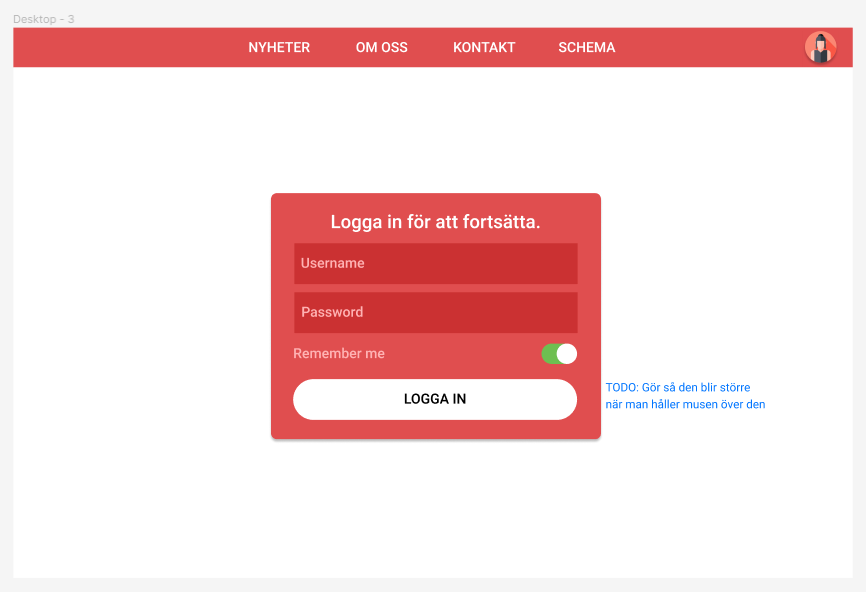 Desktop - 3
NYHETER OM OSS KONTAKT SCHEMA
Logga in för att fortsätta.
Username
Password
Remember me
LOGGA IN
TODO: Gör så den blir större
när man håller musen över den